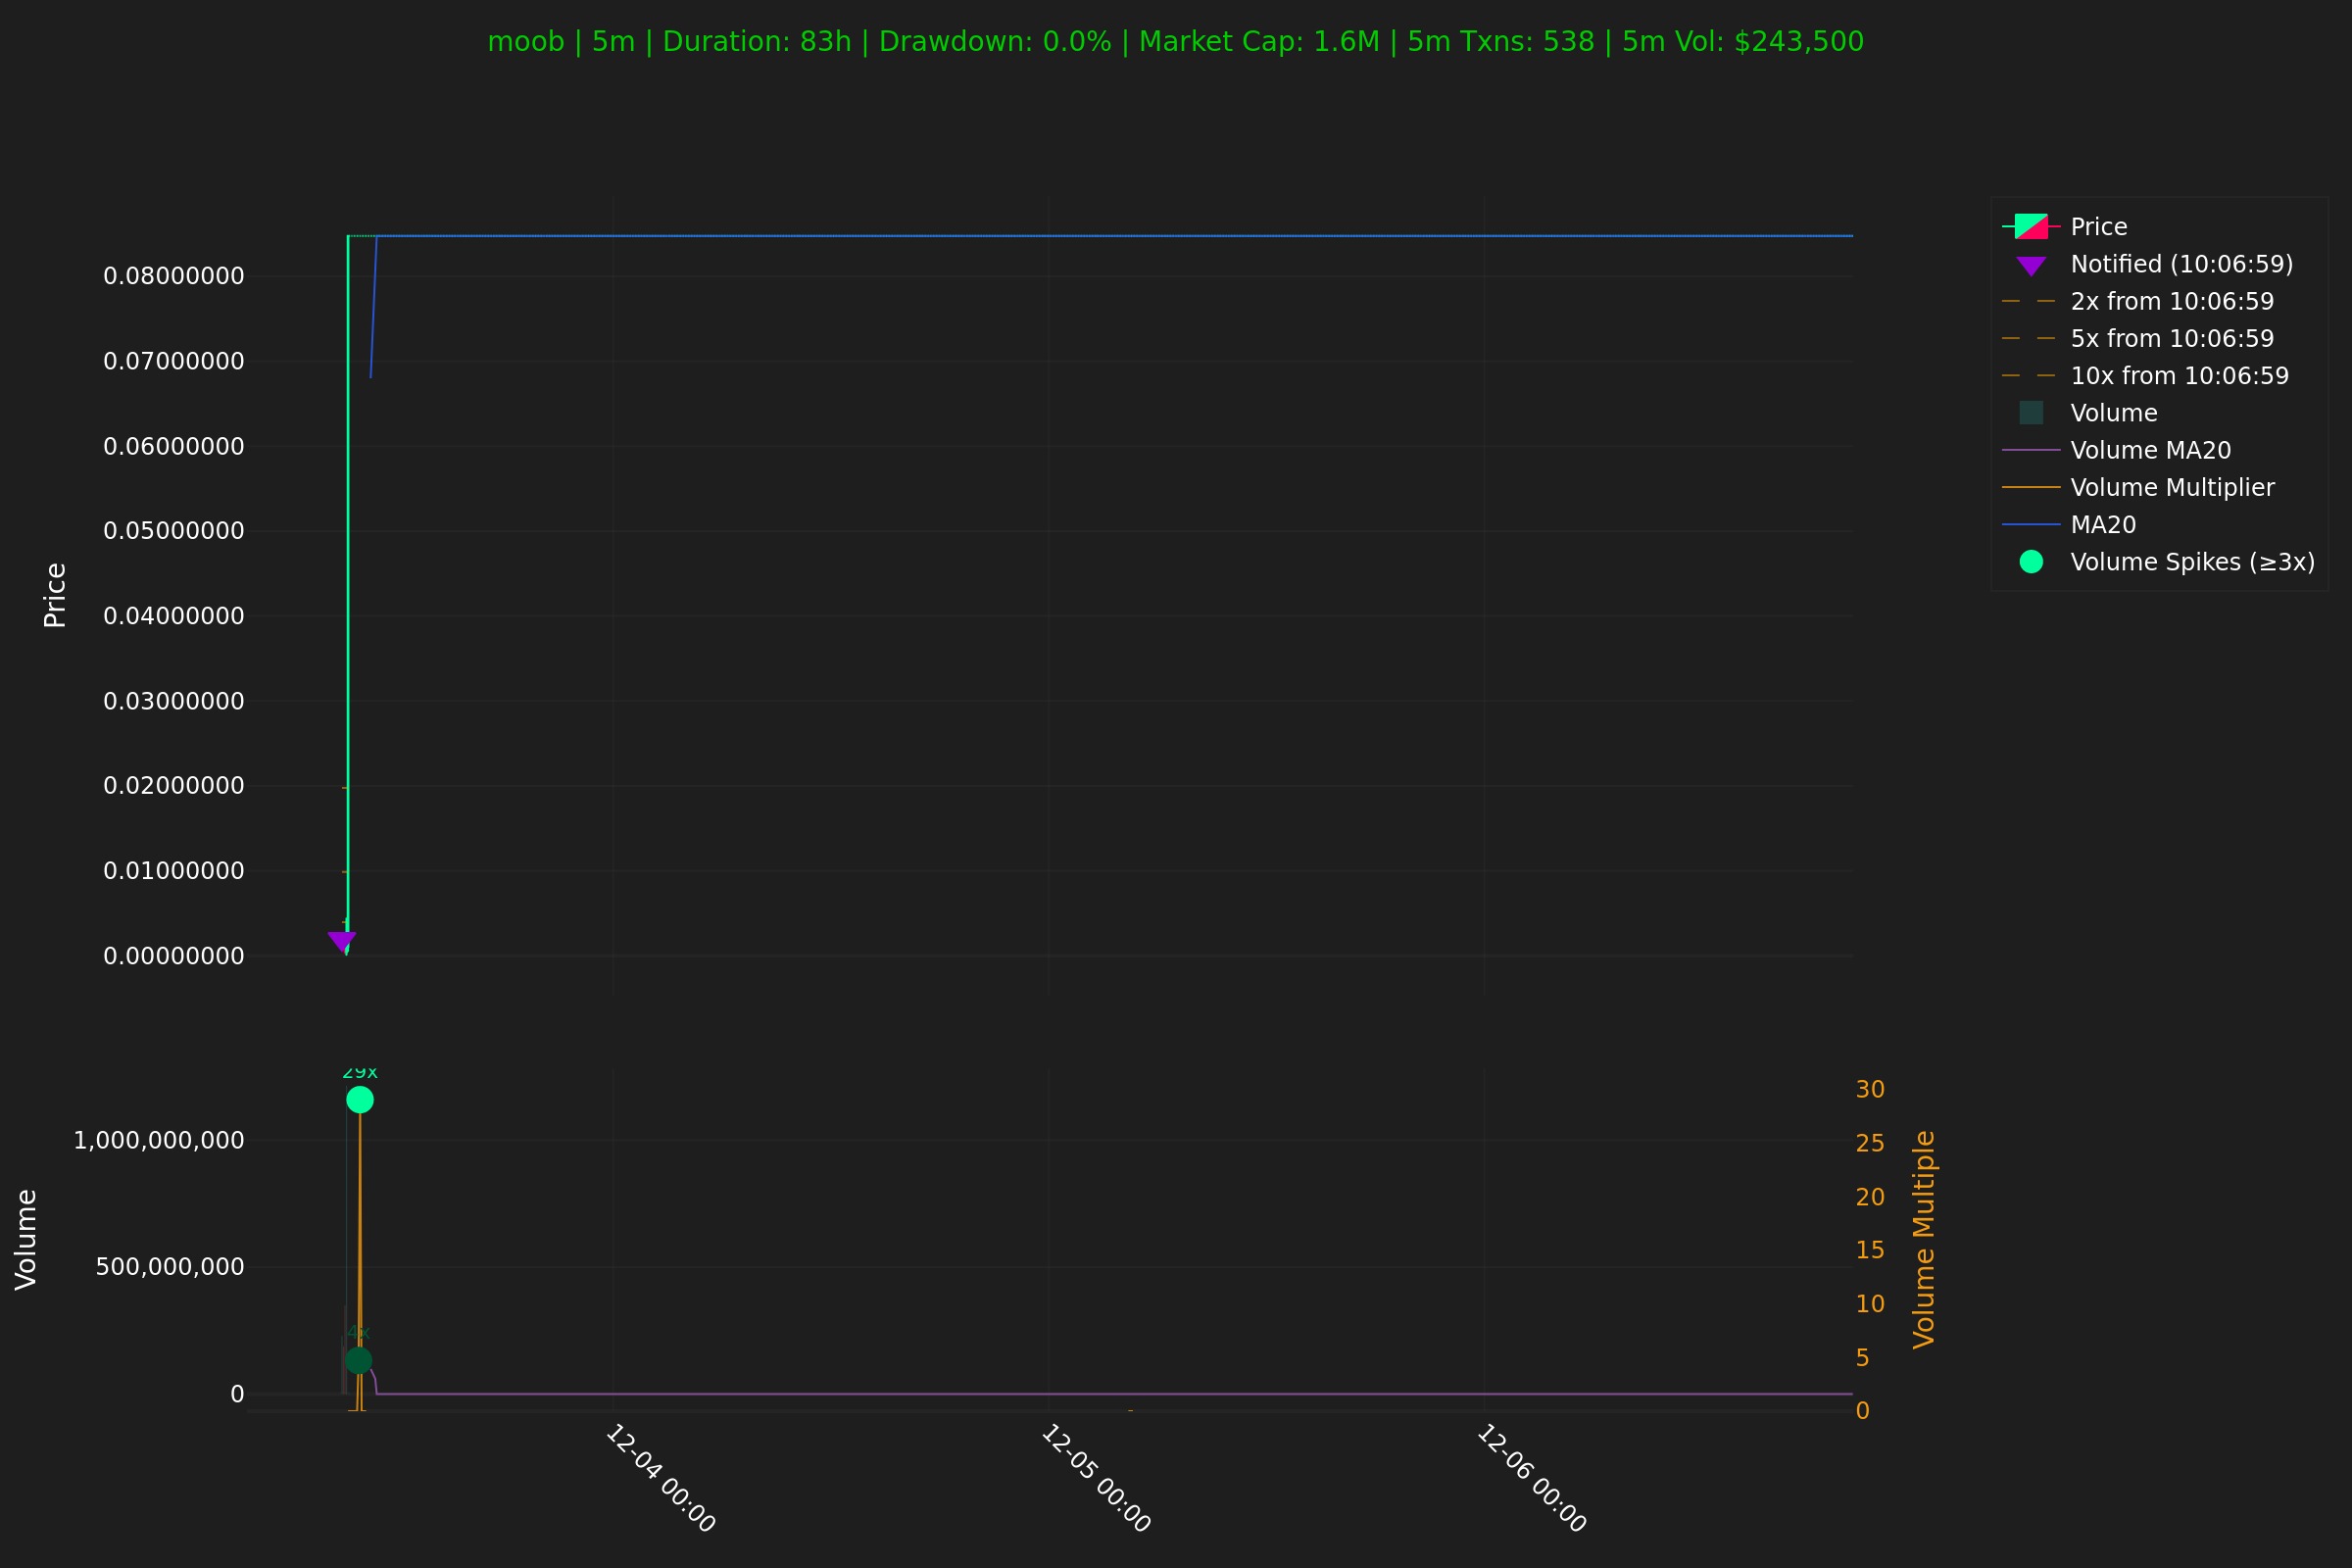 moob | 5m | Duration: 83h | Drawdown: 0.0% | Market Cap: 1.6M | 5m Txns: 538 | 5m Vol: $243,500
Price
0.08000000
0.07000000
0.06000000
0.05000000
0.04000000
0.03000000
0.02000000
0.01000000
0.00000000
Price
Notified (10:06:59)
2x from 10:06:59
5x from 10:06:59
10x from 10:06:59
Volume
Volume MA20
Volume Multiplier
MA20
Volume Spikes (≥3x)
Volume
1,000,000,000
500,000,000
0
29x
4x
30
25
20
15
10
5
0
Volume Multiple
12-04 00:00
12-05 00:00
12-06 00:00